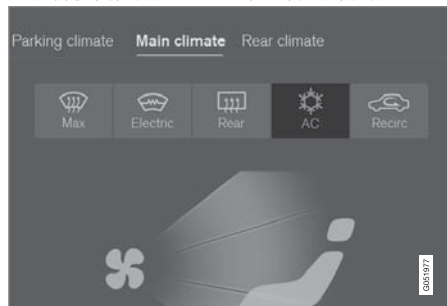 Parking climate Main climate Rear climate
Max Electric Rear AC Recirc
G051977